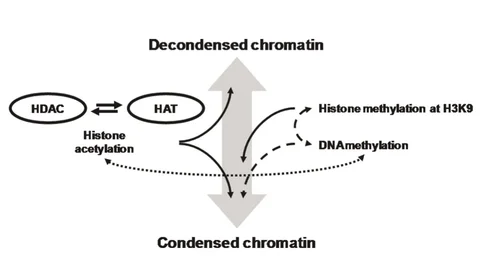 Decondensed chromatin
HDAC
HAT
Histone methylation at H3K9
Histone
acetylation
DNAmethylation
Condensed chromatin